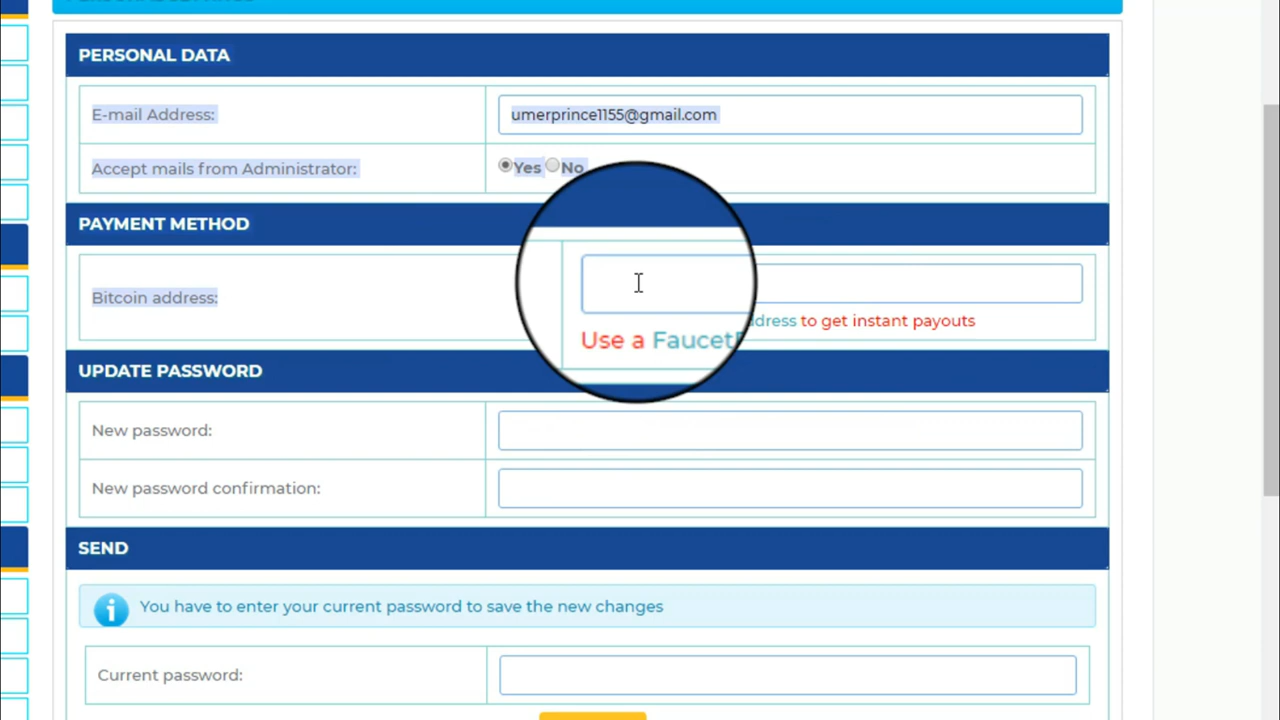 PERSONAL DATA
E-mail Address: umerprince1155@gmail.com
Accept mails from Administrator: Yes No
PAYMENT METHOD
Bitcoin address:
Use a to get instant payouts
UPDATE PASSWORD
New password:
New password confirmation:
SEND
You have to enter your current password to save the new changes
Current password: